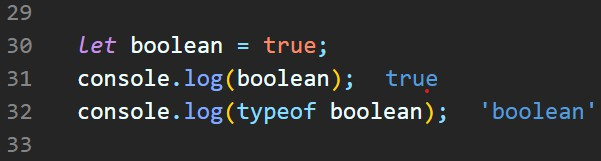 29
30 let boolean = true;
31 console.log(boolean); true
32 console.log(typeof boolean); 'boolean'
33